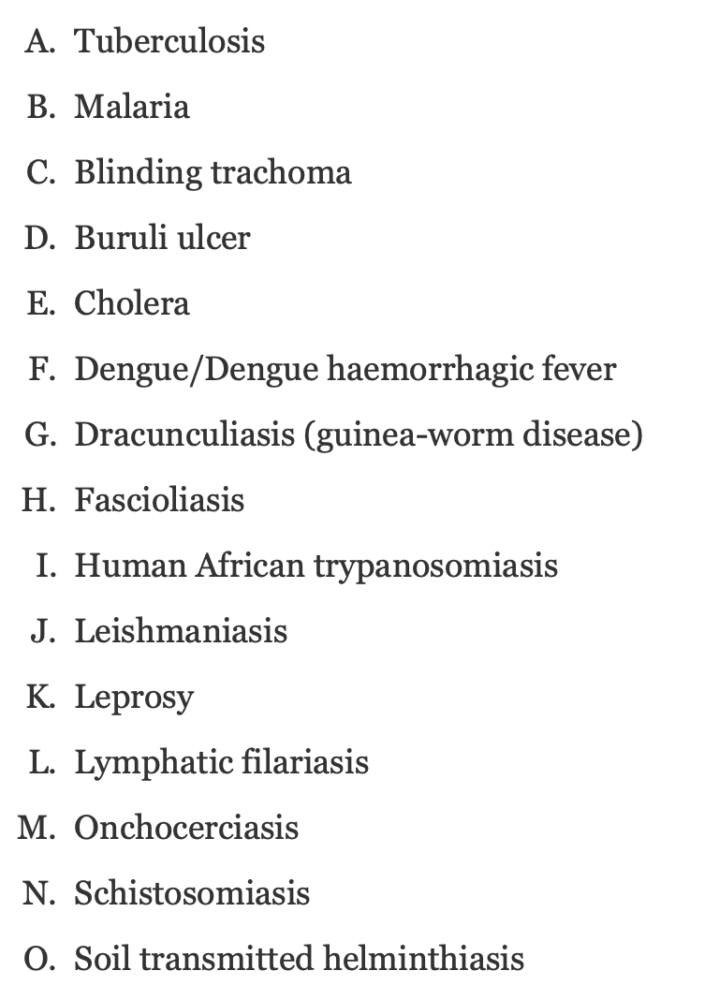 A. Tuberculosis
B. Malaria
C. Blinding trachoma
D. Buruli ulcer
E. Cholera
F. Dengue/Dengue haemorrhagic fever
G. Dracunculiasis (guinea-worm disease)
H. Fascioliasis
I. Human African trypanosomiasis
J. Leishmaniasis
K. Leprosy
L. Lymphatic filariasis
M. Onchocerciasis
N. Schistosomiasis
O. Soil transmitted helminthiasis